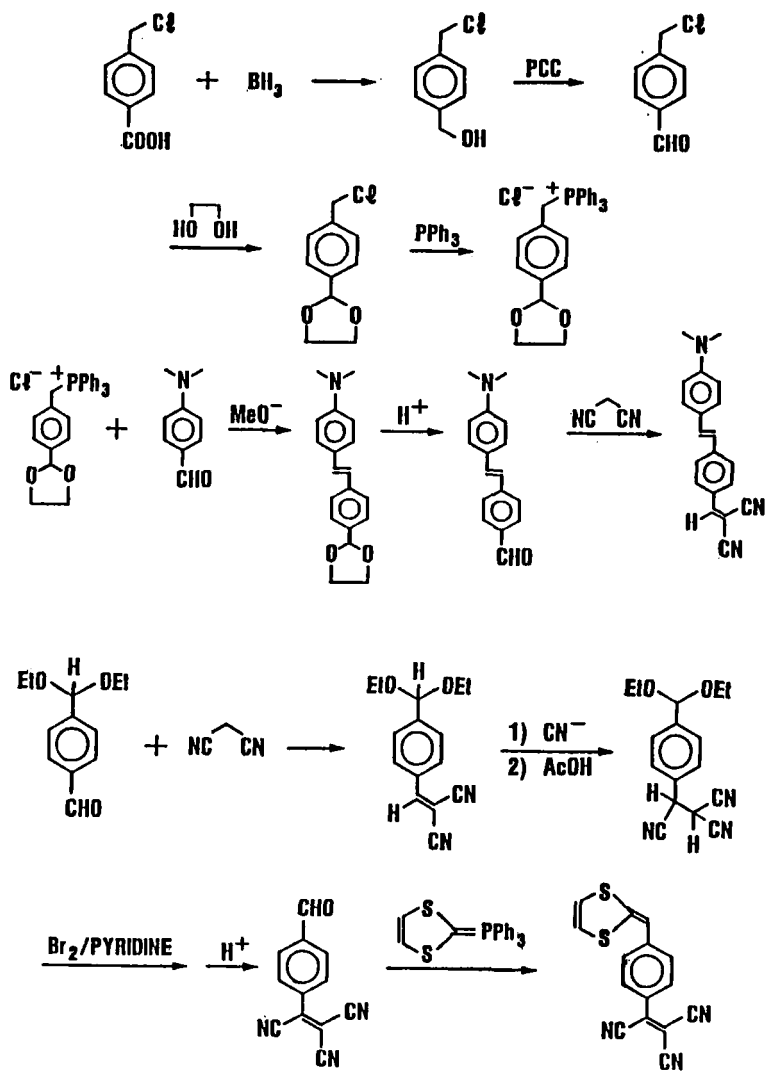 Cℓ Cℓ Cℓ
+ BH₃ PCC
COOH OH CHO
HO OH Cℓ PPh₃ Cℓ⁻ + PPh₃
O O O O
Cℓ⁻ + PPh₃ N N N N
+ MeO⁻ H⁺ NC CN
O O CHO O O CHO H CN
CN
H H
EtO OEt EtO OEt EtO OEt
+ NC CN 1) CN⁻
2) AcOH
CHO H CN H CN
CN NC CN
H
CHO S S
Br₂/PYRIDINE H⁺ S PPh₃ S
NC CN NC CN
CN CN